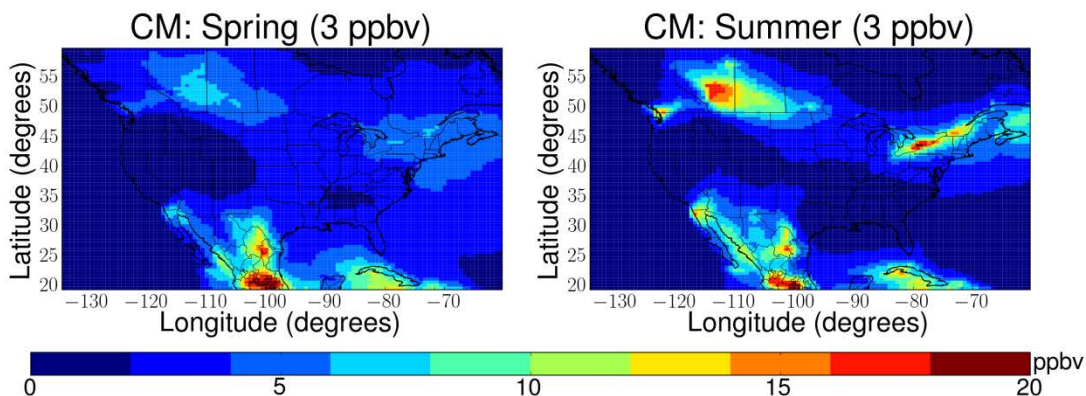 CM: Spring (3 ppbv) CM: Summer (3 ppbv)
55 55
50 50
45 45
40 40
35 35
30 30
25 25
20 20
Latitude (degrees) Latitude (degrees)
−130 −120 −110 −100 −90 −80 −70 −130 −120 −110 −100 −90 −80 −70
Longitude (degrees) Longitude (degrees)
ppbv
0 5 10 15 20